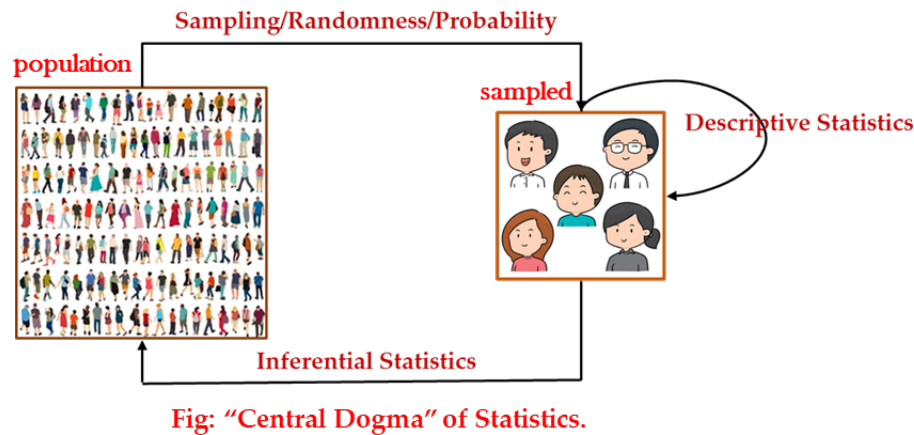 Sampling/Randomness/Probability
population
sampled
Descriptive Statistics
Inferential Statistics
Fig: “Central Dogma” of Statistics.